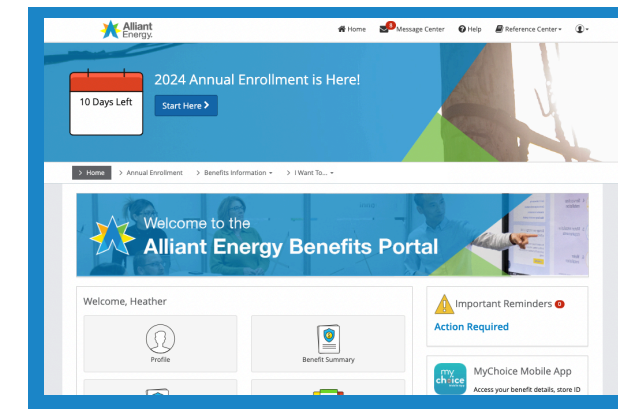 Alliant
Energy.
Home
Message Center
Help
Reference Center
2024 Annual Enrollment is Here!
10 Days Left
Start Here >
> Home
> Annual Enrollment
> Benefits Information
> I Want To...
Welcome to the
Alliant Energy Benefits Portal
Welcome, Heather
Profile
Benefit Summary
Important Reminders
Action Required
my
choice
MyChoice Mobile App
Access your benefit details, store ID